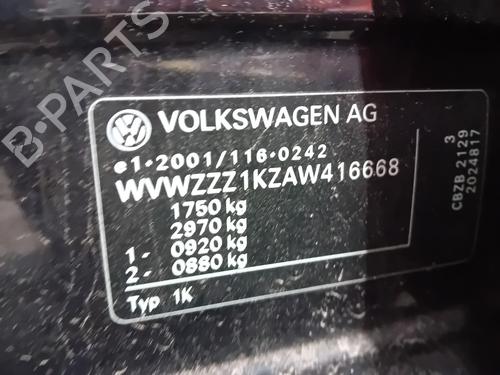 B-PARTS
VOLKSWAGEN AG
e1*2001/116*0242
WVWZZZ1KZAW416668
1750 kg
2970 kg
1- 0920 kg
2- 0880 kg
Typ 1K
CBZB 2129 3
2024817